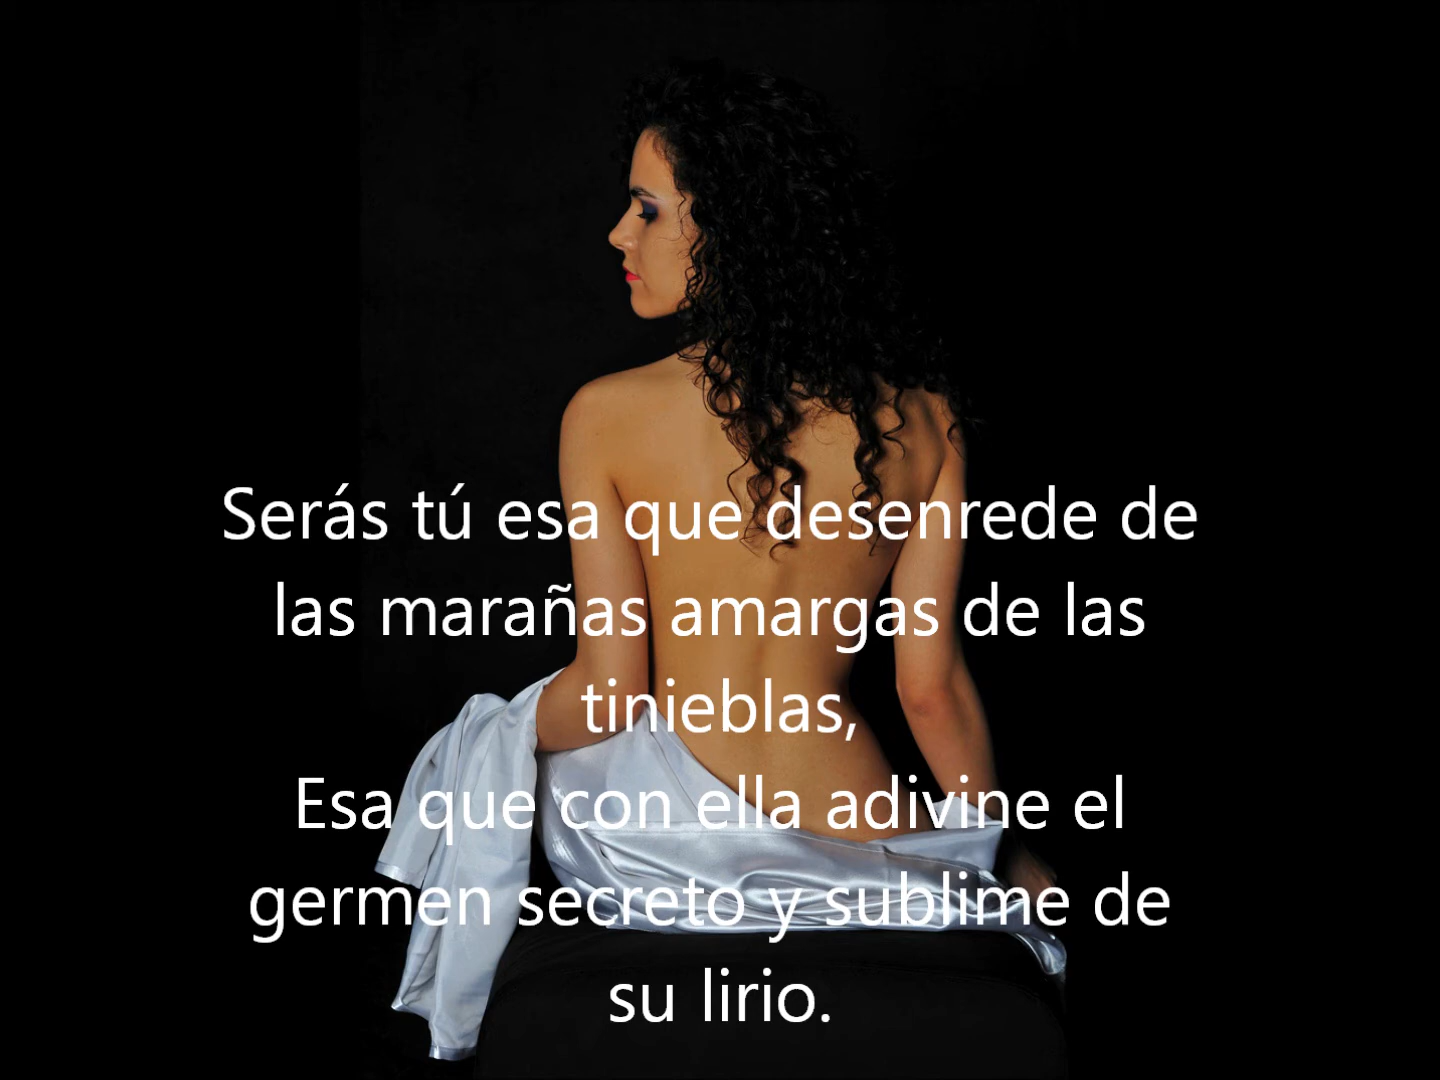 Serás tú esa que desenrede de
las marañas amargas de las
tinieblas,
Esa que con ella adivine el
germen secreto y sublime de
su lirio.